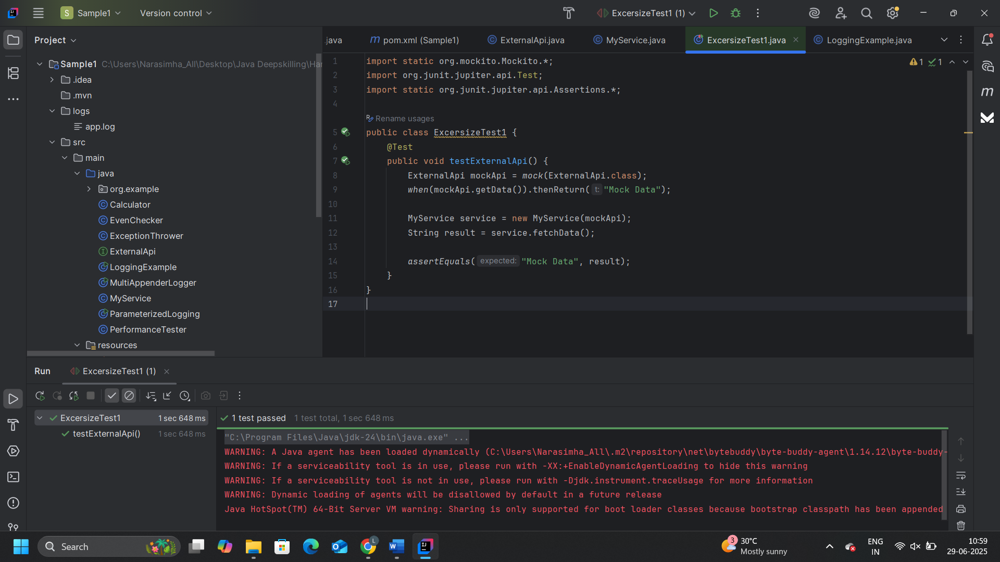 S Sample1 Version control ExcersizeTest1 (1)
Project
.java
pom.xml (Sample1)
ExternalApi.java
MyService.java
ExcersizeTest1.java
LoggingExample.java
Sample1 C:\Users\Narasimha_All\Desktop\Java Deepskilling\Har
.idea
.mvn
logs
app.log
src
main
java
org.example
Calculator
EvenChecker
ExceptionThrower
ExternalApi
LoggingExample
MultiAppenderLogger
MyService
ParameterizedLogging
PerformanceTester
resources
1 1
1 import static org.mockito.Mockito.*;
2 import org.junit.jupiter.api.Test;
3 import static org.junit.jupiter.api.Assertions.*;
4
Rename usages
5 public class ExcersizeTest1 {
6 @Test
7 public void testExternalApi() {
8 ExternalApi mockApi = mock(ExternalApi.class);
9 when(mockApi.getData()).thenReturn( t: "Mock Data");
10
11 MyService service = new MyService(mockApi);
12 String result = service.fetchData();
13
14 assertEquals( expected: "Mock Data", result);
15 }
16 }
17
Run ExcersizeTest1 (1)
ExcersizeTest1 1 sec 648 ms
testExternalApi() 1 sec 648 ms
1 test passed 1 test total, 1 sec 648 ms
"C:\Program Files\Java\jdk-24\bin\java.exe" ...
WARNING: A Java agent has been loaded dynamically (C:\Users\Narasimha_All\.m2\repository\net\bytebuddy\byte-buddy-agent\1.14.12\byte-buddy-
WARNING: If a serviceability tool is in use, please run with -XX:+EnableDynamicAgentLoading to hide this warning
WARNING: If a serviceability tool is not in use, please run with -Djdk.instrument.traceUsage for more information
WARNING: Dynamic loading of agents will be disallowed by default in a future release
Java HotSpot(TM) 64-Bit Server VM warning: Sharing is only supported for boot loader classes because bootstrap classpath has been appended
Search
3
30°C
Mostly sunny
ENG
IN
10:59
29-06-2025